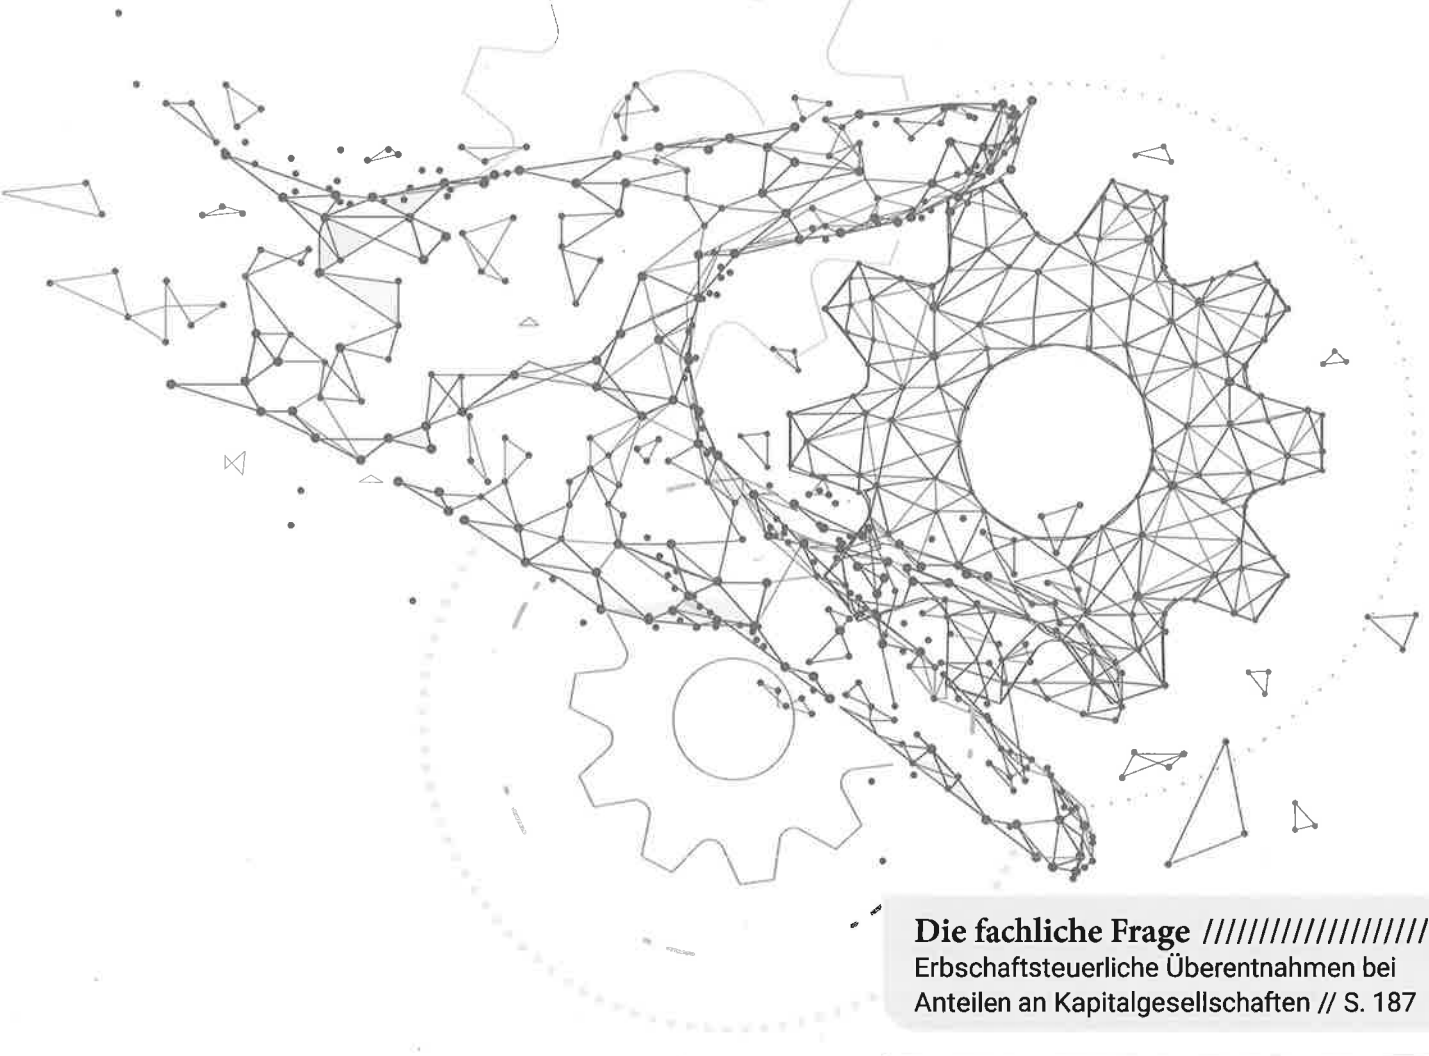 Die fachliche Frage ////////////////////
Erbschaftsteuerliche Überentnahmen bei
Anteilen an Kapitalgesellschaften // S. 187